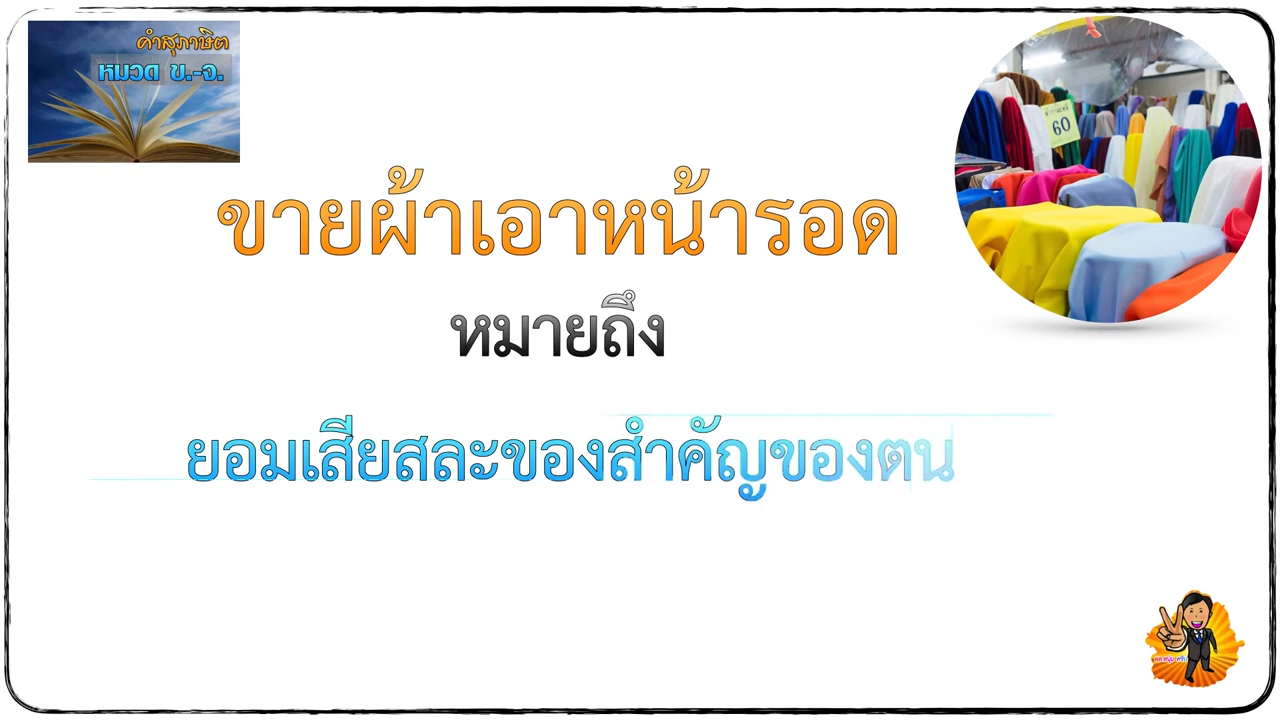 คำสุภาษิต
หมวด ข.-จ.
60
ขายผ้าเอาหน้ารอด
หมายถึง
ยอมเสียสละของสำคัญของตน